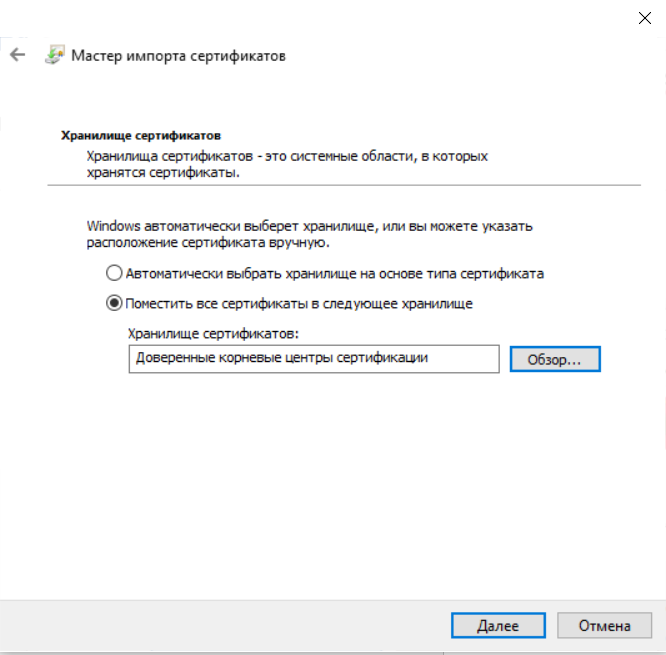 Мастер импорта сертификатов
Хранилище сертификатов
Хранилища сертификатов - это системные области, в которых
хранятся сертификаты.
Windows автоматически выберет хранилище, или вы можете указать
расположение сертификата вручную.
Автоматически выбрать хранилище на основе типа сертификата
Поместить все сертификаты в следующее хранилище
Хранилище сертификатов:
Доверенные корневые центры сертификации
Обзор...
Далее
Отмена